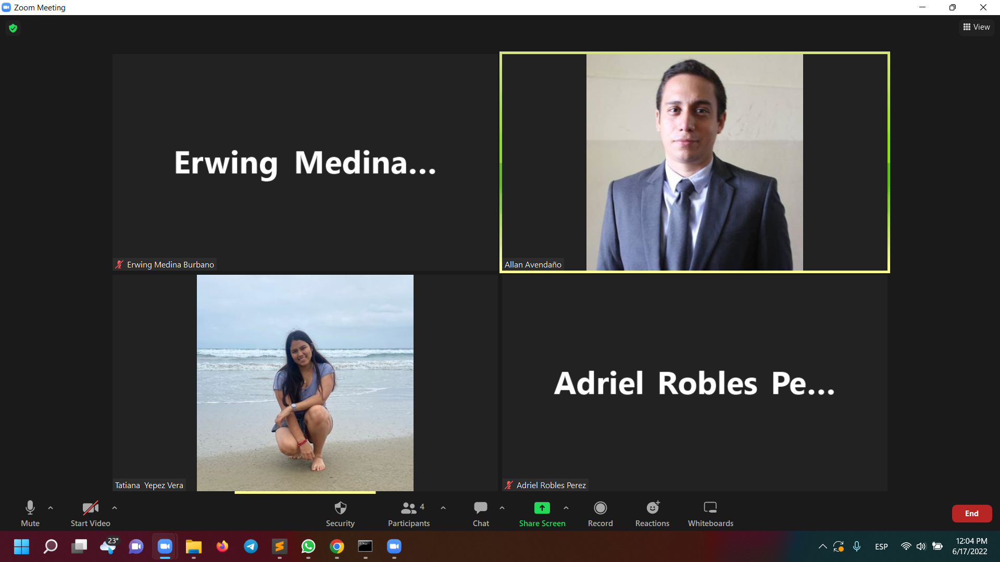 Zoom Meeting
View
Erwing Medina...
Erwing Medina Burbano
Allan Avendaño
Tatiana Yepez Vera
Adriel Robles Pe...
Adriel Robles Perez
Mute
Start Video
Security
4
Participants
Chat
Share Screen
Record
Reactions
Whiteboards
End
23°
ESP
12:04 PM
6/17/2022